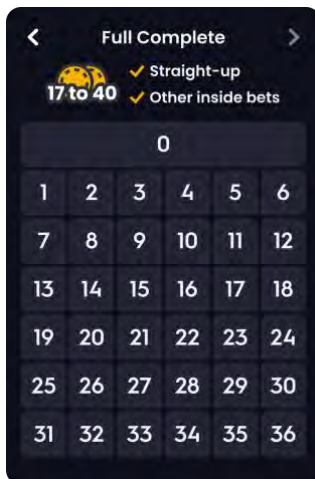 Full Complete
17 to 40
Straight-up
Other inside bets
0
1 2 3 4 5 6
7 8 9 10 11 12
13 14 15 16 17 18
19 20 21 22 23 24
25 26 27 28 29 30
31 32 33 34 35 36